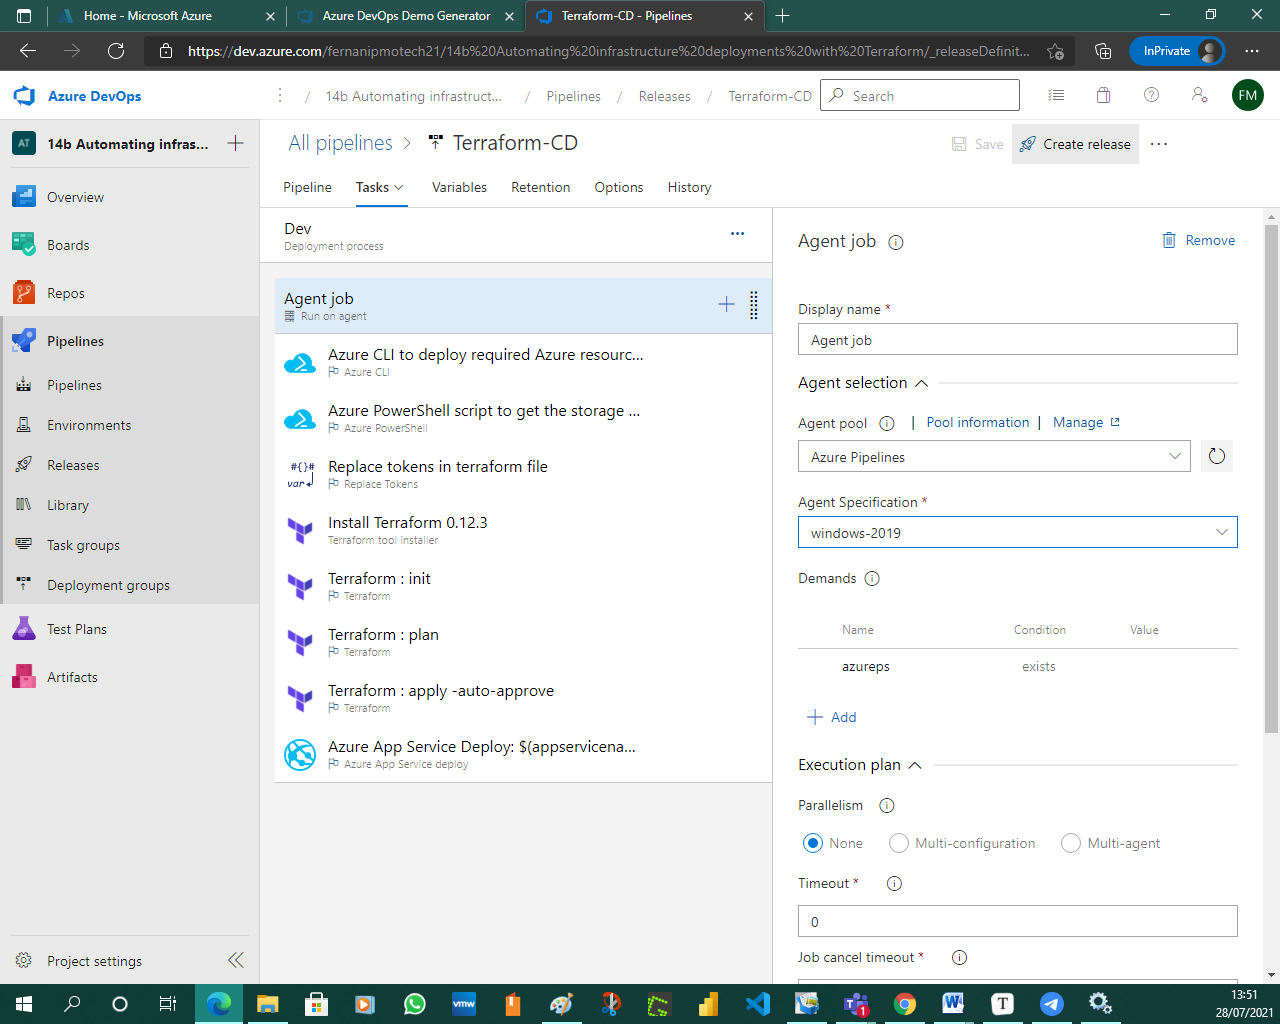 Home - Microsoft Azure
Azure DevOps Demo Generator
Terraform-CD - Pipelines
https://dev.azure.com/fernanipmotech21/14b%20Automating%20infrastructure%20deployments%20with%20Terraform/_releaseDefinit...
InPrivate
Azure DevOps
/ 14b Automating infrastruct... / Pipelines / Releases / Terraform-CD
Search
FM
AT
14b Automating infras...
All pipelines > Terraform-CD
Save
Create release
Pipeline
Tasks
Variables
Retention
Options
History
Overview
Boards
Repos
Pipelines
Pipelines
Environments
Releases
Library
Task groups
Deployment groups
Test Plans
Artifacts
Project settings
Dev
Deployment process
Agent job
Run on agent
Azure CLI to deploy required Azure resourc...
Azure CLI
Azure PowerShell script to get the storage ...
Azure PowerShell
#{}#
var
Replace tokens in terraform file
Replace Tokens
Install Terraform 0.12.3
Terraform tool installer
Terraform : init
Terraform
Terraform : plan
Terraform
Terraform : apply -auto-approve
Terraform
Azure App Service Deploy: $(appservicena...
Azure App Service deploy
Agent job
Remove
Display name *
Agent job
Agent selection
Agent pool | Pool information | Manage
Azure Pipelines
Agent Specification *
windows-2019
Demands
Name Condition Value
azureps exists
Add
Execution plan
Parallelism
None Multi-configuration Multi-agent
Timeout *
0
Job cancel timeout *
vmw
1
T
13:51
28/07/2021